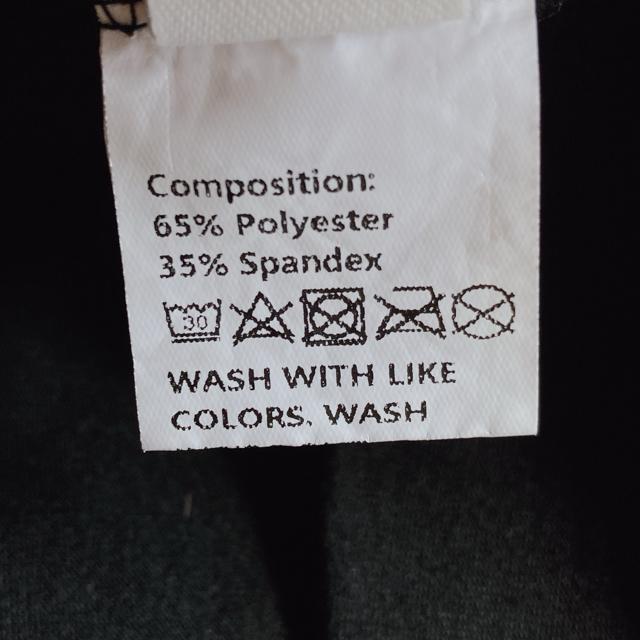 Composition:
65% Polyester
35% Spandex
30
WASH WITH LIKE
COLORS. WASH